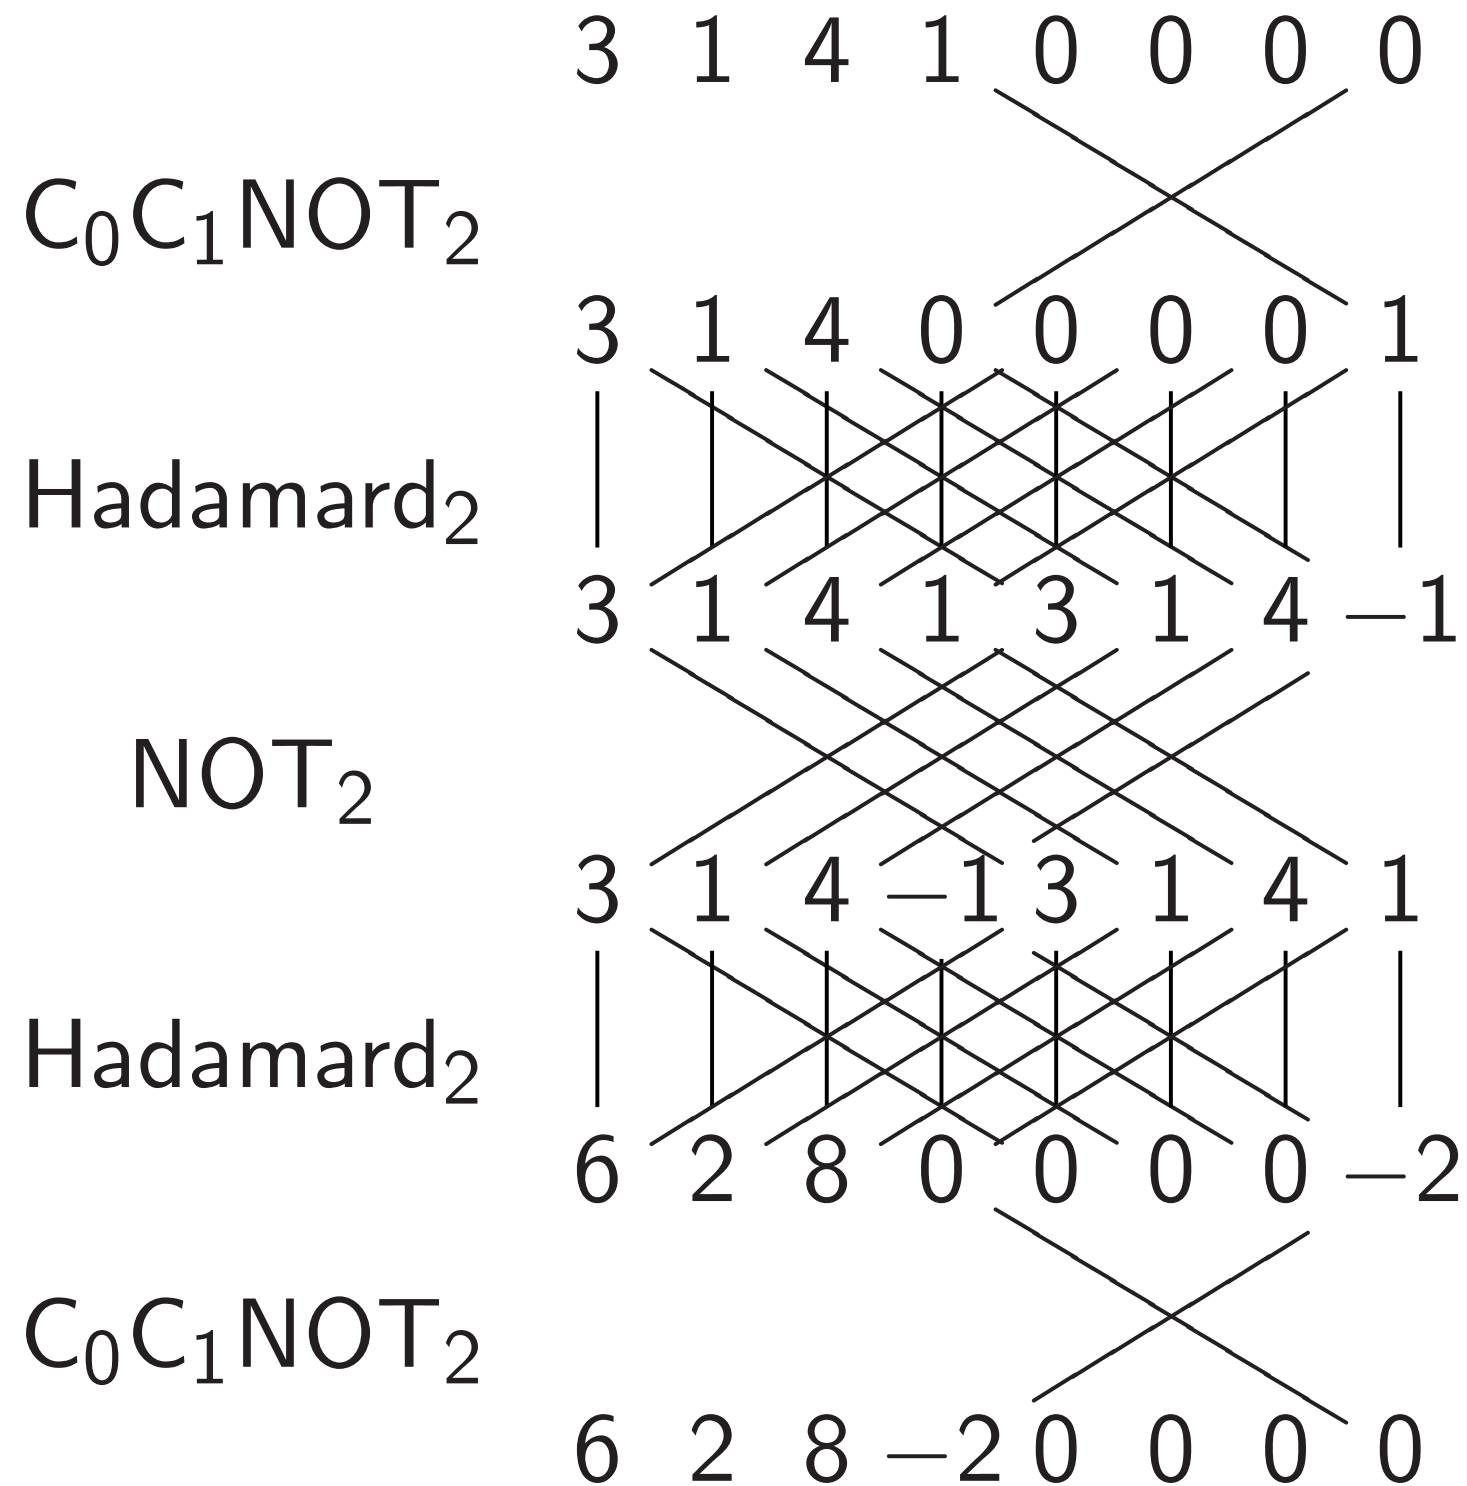 3 1 4 1 0 0 0 0
C₀C₁NOT₂
3 1 4 0 0 0 0 1
Hadamard₂
3 1 4 1 3 1 4 −1
NOT₂
3 1 4 −1 3 1 4 1
Hadamard₂
6 2 8 0 0 0 0 −2
C₀C₁NOT₂
6 2 8 −2 0 0 0 0